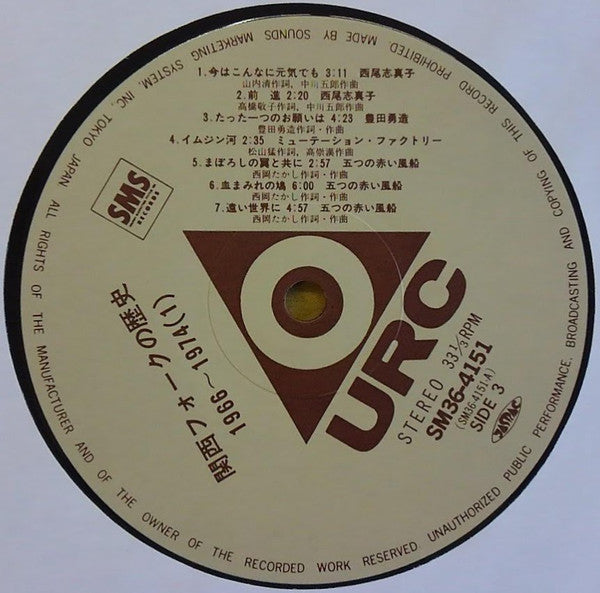 1.今はこんなに元気でも 3:11 西尾志真子
山内清作詞, 中川五郎作曲
2.前 進 2:20 西尾志真子
高橋敬子作詞, 中川五郎作曲
3.たった一つのお願いは 4:23 豊田勇造
豊田勇造作詞・作曲
4.イムジン河 2:35 ミューテーション・ファクトリー
松山猛作詞, 高宗漢作曲
5.まぼろしの翼と共に 2:57 五つの赤い風船
西岡たかし作詞・作曲
6.血まみれの鳩 6:00 五つの赤い風船
西岡たかし作詞・作曲
7.遠い世界に 4:57 五つの赤い風船
西岡たかし作詞・作曲
SMS
RECORDS
関西フォークの歴史
1966〜1974(1)
URC
STEREO 33⅓RPM
SM36-4151
(SM36-4151A)
SIDE 3
JASRAC
MADE BY SOUNDS MARKETING SYSTEM, INC, TOKYO JAPAN ALL RIGHTS OF THE MANUFACTURER AND OF THE OWNER OF THE RECORDED WORK RESERVED UNAUTHORIZED PUBLIC PERFORMANCE, BROADCASTING AND COPYING OF THIS RECORD PROHIBITED